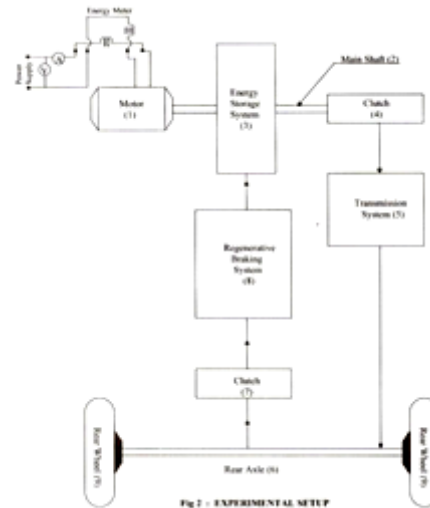 Energy Meter
Power
Supply
V
A
Motor
(1)
Energy
Storage
System
(3)
Main Shaft (2)
Clutch
(4)
Transmission
System (5)
Regenerative
Braking
System
(8)
Clutch
(7)
Rear Wheel (9)
Rear Axle (6)
Rear Wheel (9)
Fig 2 : EXPERIMENTAL SETUP